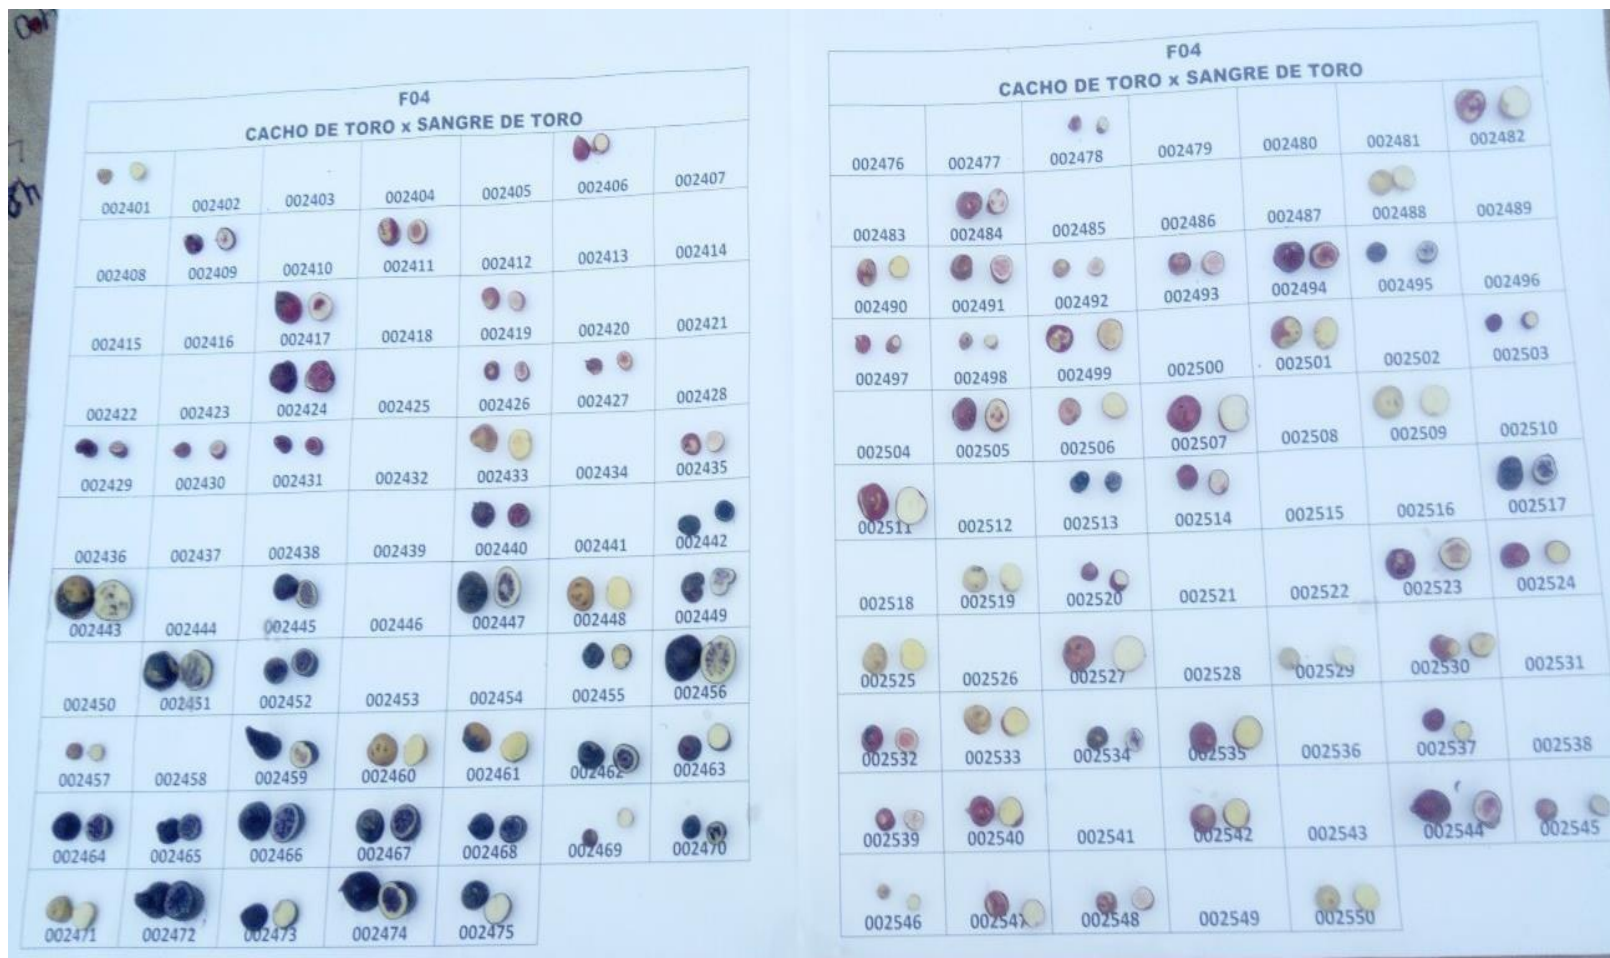 F04
CACHO DE TORO x SANGRE DE TORO
002401 002402 002403 002404 002405 002406 002407
002408 002409 002410 002411 002412 002413 002414
002415 002416 002417 002418 002419 002420 002421
002422 002423 002424 002425 002426 002427 002428
002429 002430 002431 002432 002433 002434 002435
002436 002437 002438 002439 002440 002441 002442
002443 002444 002445 002446 002447 002448 002449
002450 002451 002452 002453 002454 002455 002456
002457 002458 002459 002460 002461 002462 002463
002464 002465 002466 002467 002468 002469 002470
002471 002472 002473 002474 002475
F04
CACHO DE TORO x SANGRE DE TORO
002476 002477 002478 002479 002480 002481 002482
002483 002484 002485 002486 002487 002488 002489
002490 002491 002492 002493 002494 002495 002496
002497 002498 002499 002500 002501 002502 002503
002504 002505 002506 002507 002508 002509 002510
002511 002512 002513 002514 002515 002516 002517
002518 002519 002520 002521 002522 002523 002524
002525 002526 002527 002528 002529 002530 002531
002532 002533 002534 002535 002536 002537 002538
002539 002540 002541 002542 002543 002544 002545
002546 002547 002548 002549 002550